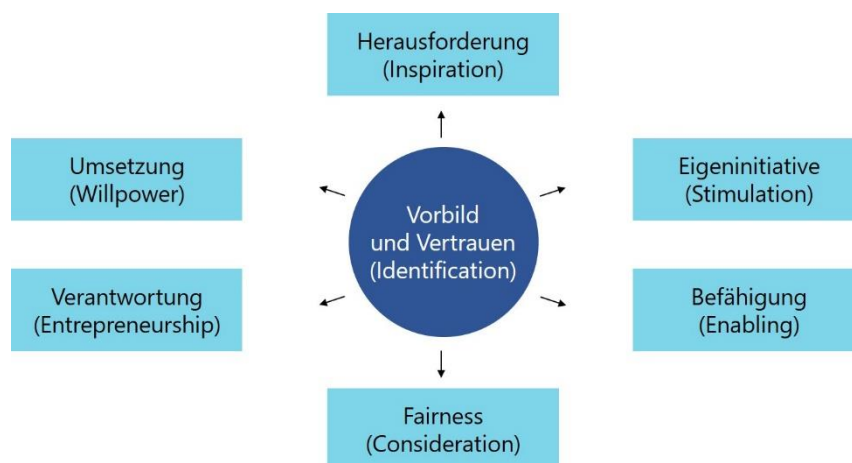 Herausforderung
(Inspiration)
Umsetzung
(Willpower)
Eigeninitiative
(Stimulation)
Vorbild
und Vertrauen
(Identification)
Verantwortung
(Entrepreneurship)
Befähigung
(Enabling)
Fairness
(Consideration)